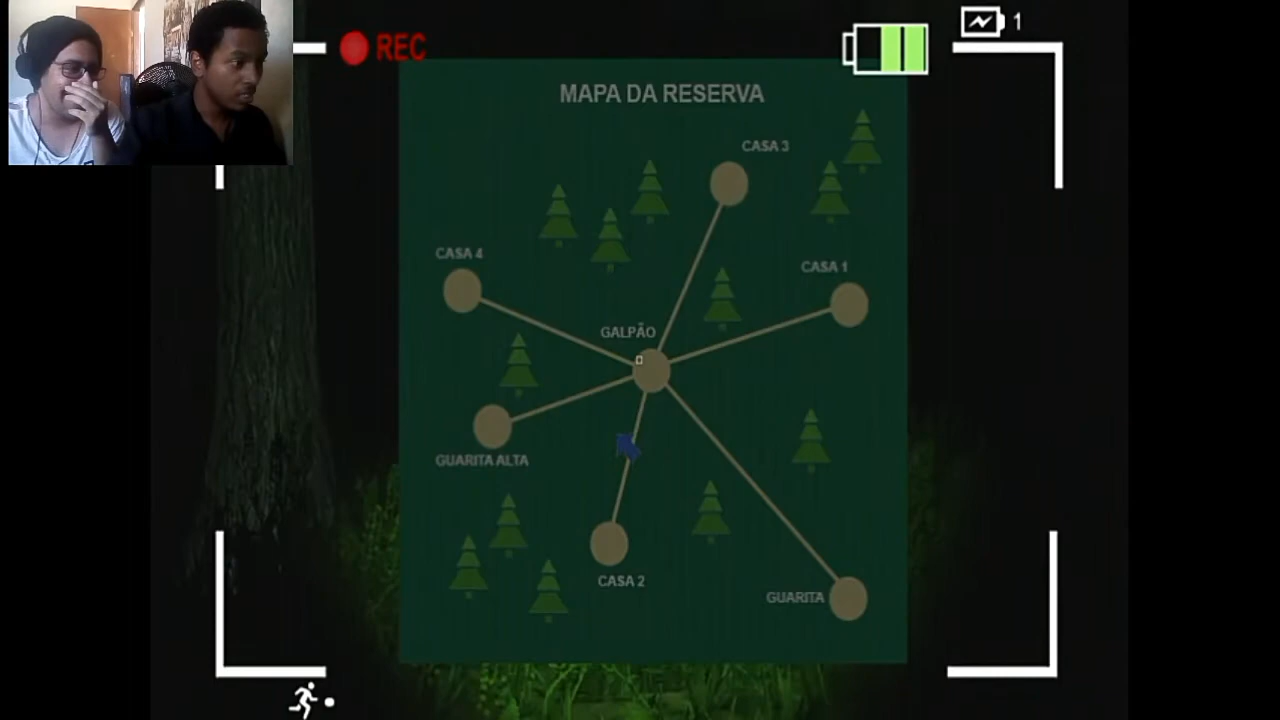 1
REC
MAPA DA RESERVA
CASA 3
CASA 4
CASA 1
GALPÃO
GUARITA ALTA
CASA 2
GUARITA